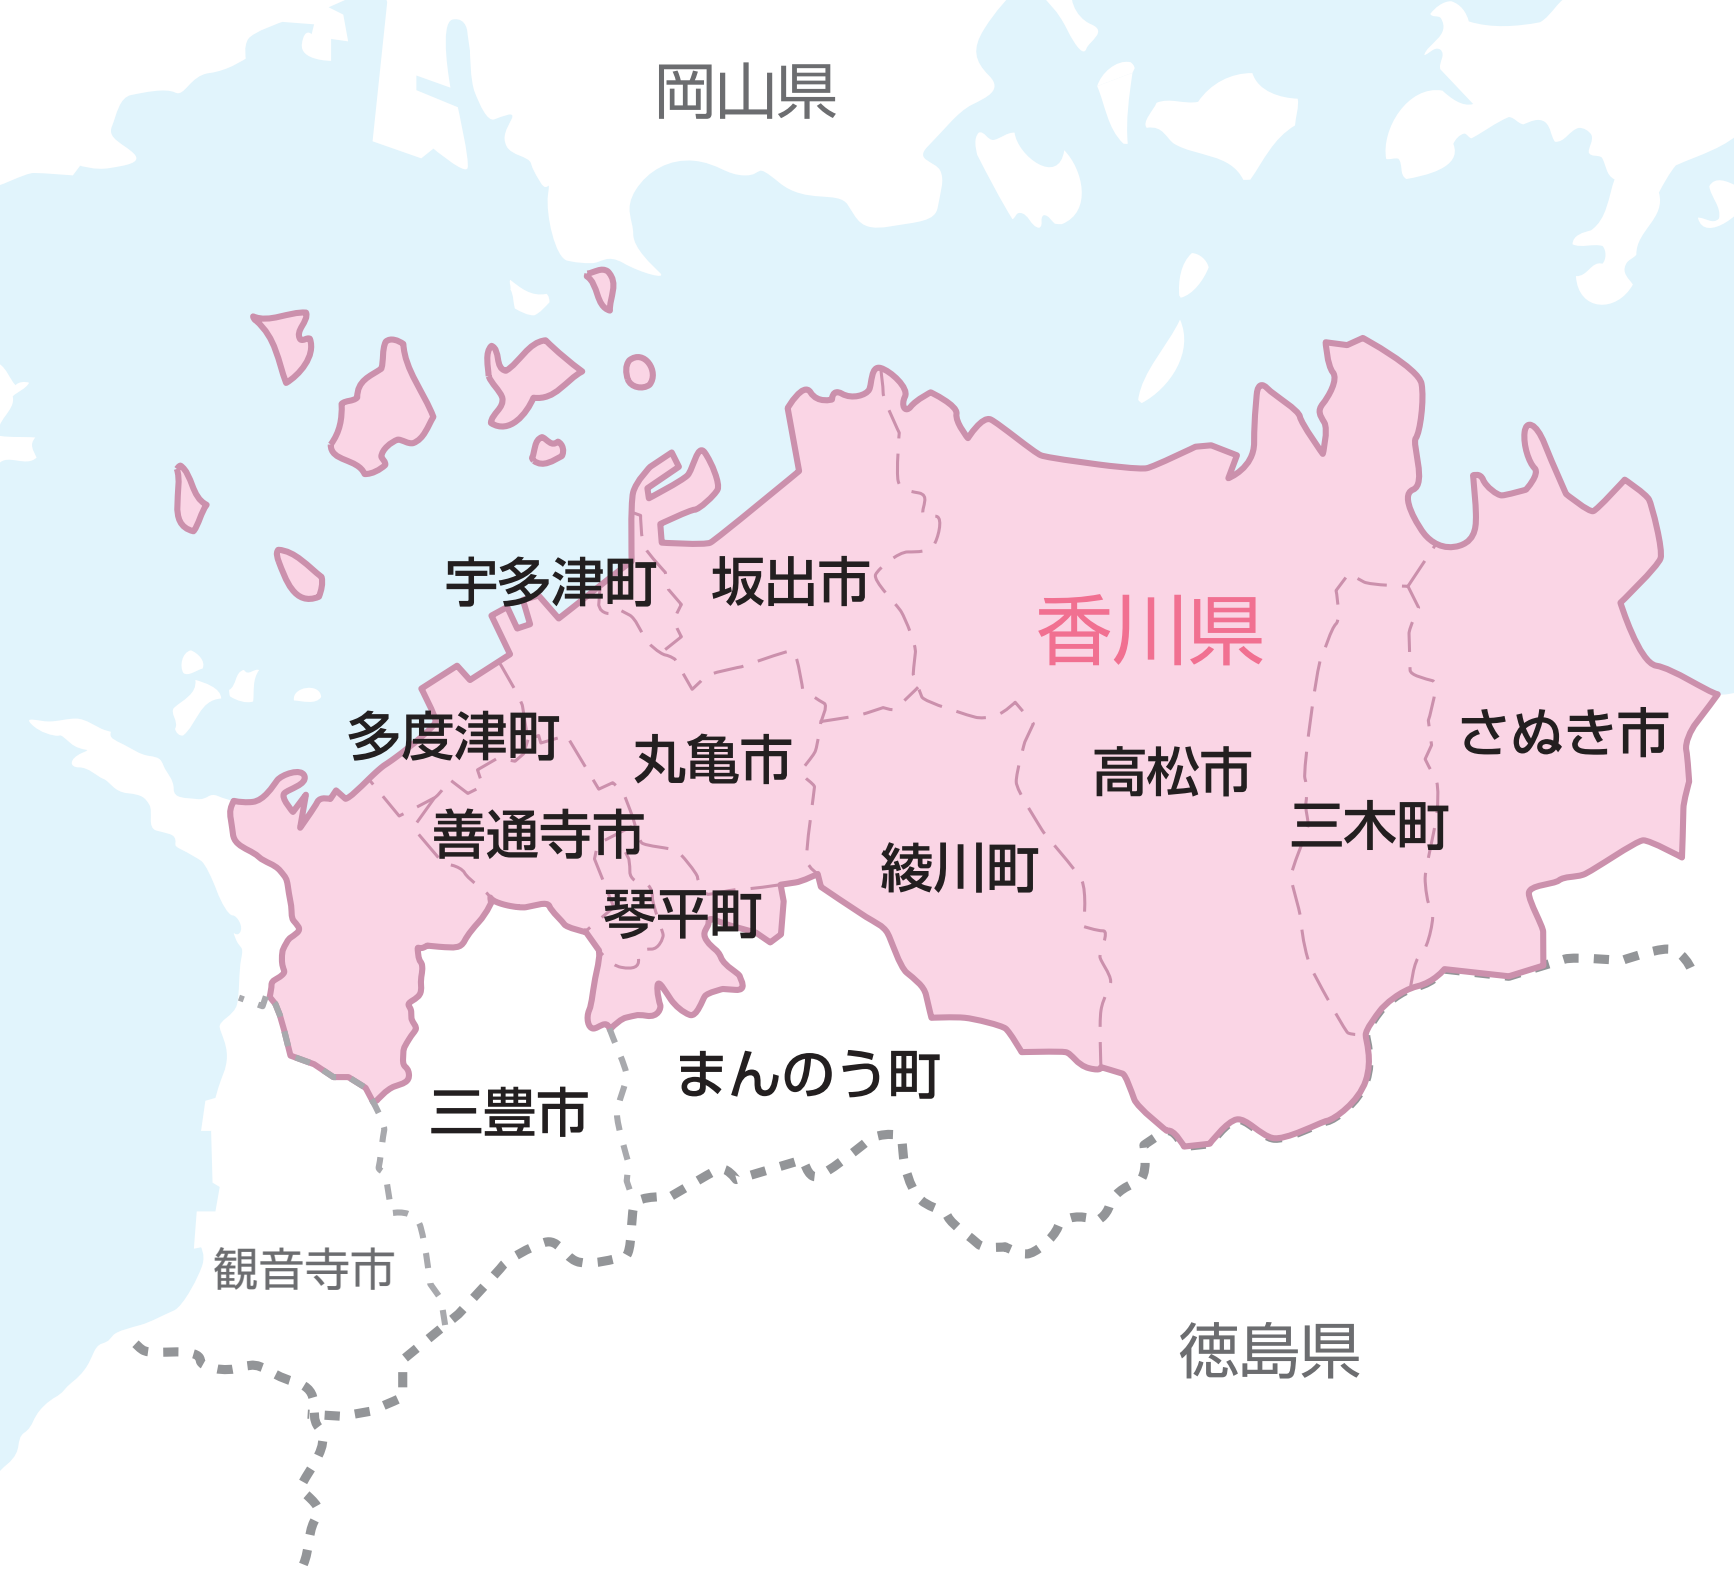 岡山県
宇多津町
坂出市
香川県
多度津町
丸亀市
高松市
さぬき市
善通寺市
三木町
綾川町
琴平町
まんのう町
三豊市
観音寺市
徳島県